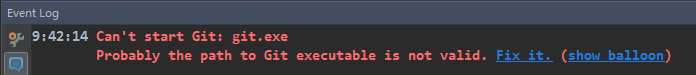 Event Log
9:42:14 Can't start Git: git.exe
Probably the path to Git executable is not valid. Fix it. (show balloon)